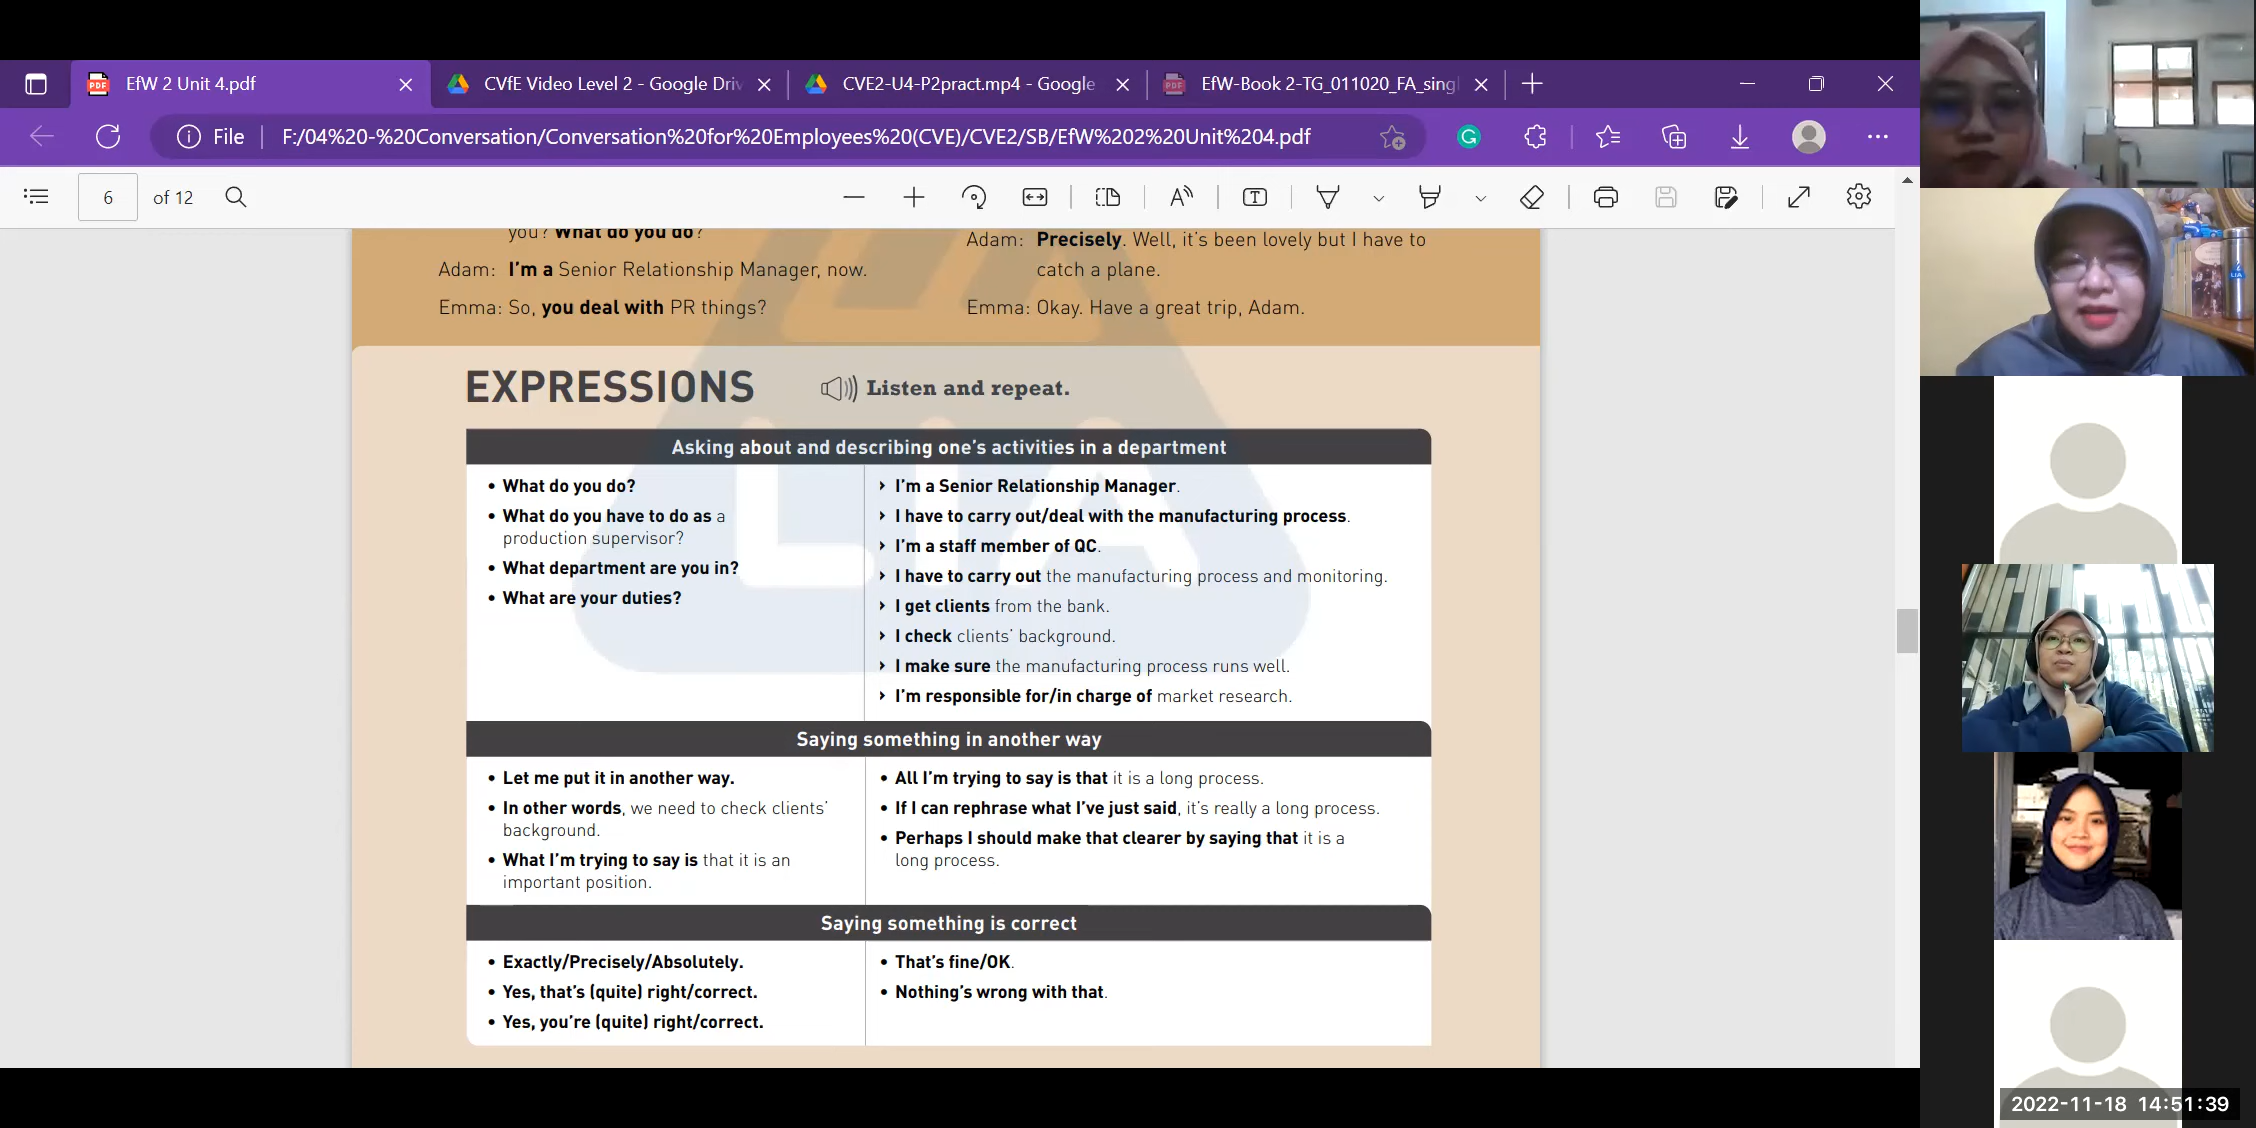 EfW 2 Unit 4.pdf
CVfE Video Level 2 - Google Driv
CVE2-U4-P2pract.mp4 - Google
EfW-Book 2-TG_011020_FA_singl
File
F:/04%20-%20Conversation/Conversation%20for%20Employees%20(CVE)/CVE2/SB/EfW%202%20Unit%204.pdf
6 of 12
you? What do you do?
Adam: I'm a Senior Relationship Manager, now.
Emma: So, you deal with PR things?
Adam: Precisely. Well, it's been lovely but I have to
catch a plane.
Emma: Okay. Have a great trip, Adam.
EXPRESSIONS
Listen and repeat.
Asking about and describing one's activities in a department
• What do you do?
• What do you have to do as a
production supervisor?
• What department are you in?
• What are your duties?
› I'm a Senior Relationship Manager.
› I have to carry out/deal with the manufacturing process.
› I'm a staff member of QC.
› I have to carry out the manufacturing process and monitoring.
› I get clients from the bank.
› I check clients' background.
› I make sure the manufacturing process runs well.
› I'm responsible for/in charge of market research.
Saying something in another way
• Let me put it in another way.
• In other words, we need to check clients'
background.
• What I'm trying to say is that it is an
important position.
• All I'm trying to say is that it is a long process.
• If I can rephrase what I've just said, it's really a long process.
• Perhaps I should make that clearer by saying that it is a
long process.
Saying something is correct
• Exactly/Precisely/Absolutely.
• Yes, that's (quite) right/correct.
• Yes, you're (quite) right/correct.
• That's fine/OK.
• Nothing's wrong with that.
LIA
LIA
2022-11-18 14:51:39